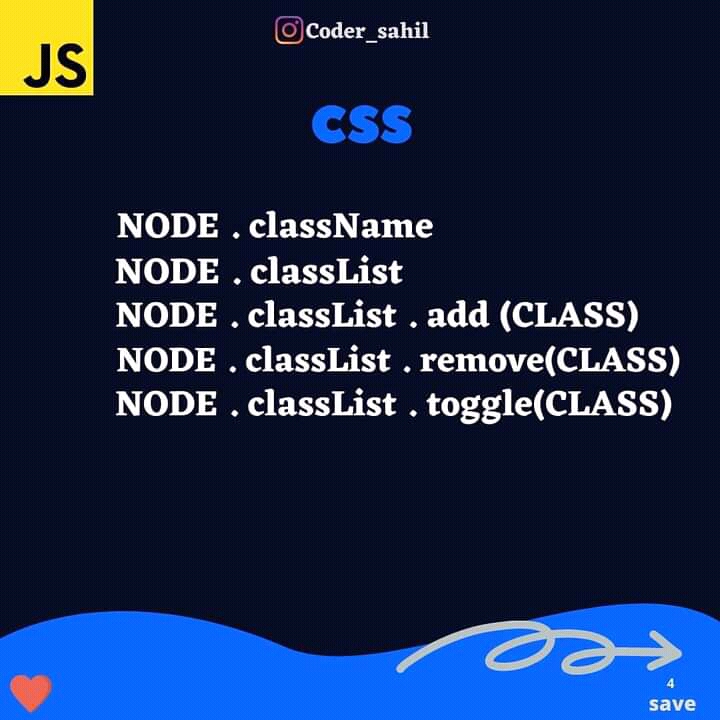 JS
Coder_sahil
CSS
NODE . className
NODE . classList
NODE . classList . add (CLASS)
NODE . classList . remove(CLASS)
NODE . classList . toggle(CLASS)
4
save